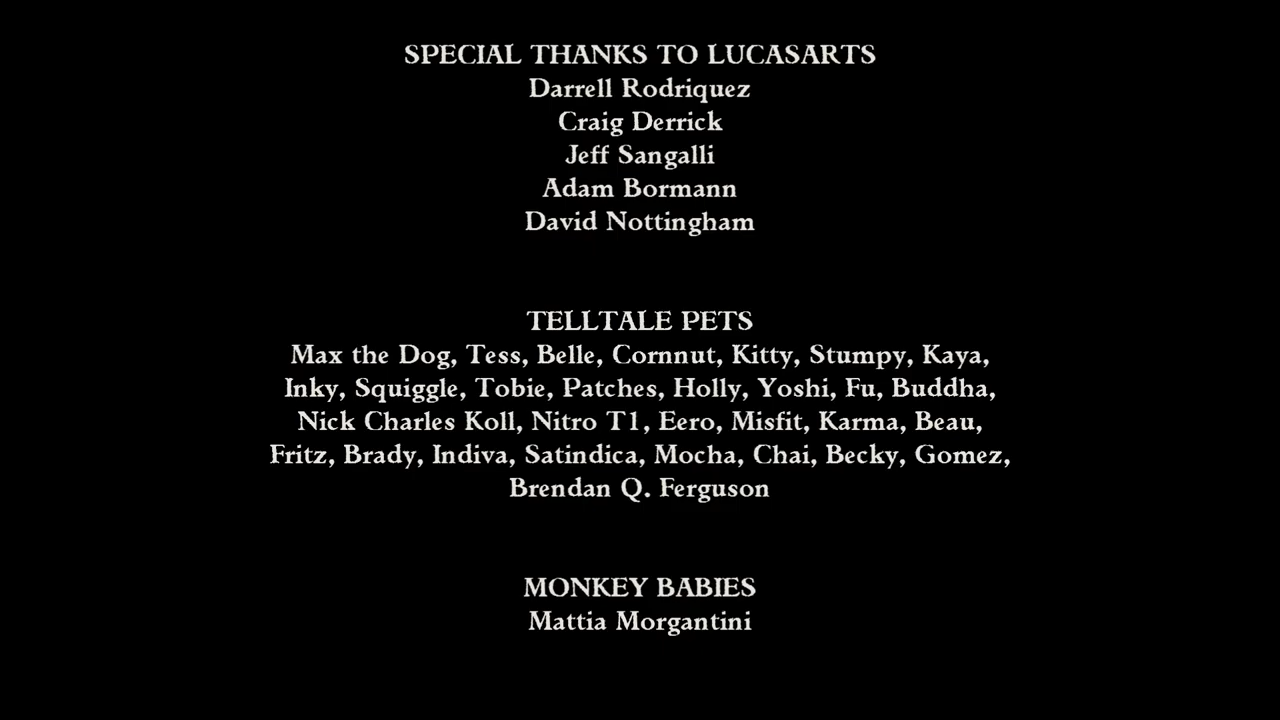 SPECIAL THANKS TO LUCASARTS
Darrell Rodriquez
Craig Derrick
Jeff Sangalli
Adam Bormann
David Nottingham
TELLTALE PETS
Max the Dog, Tess, Belle, Cornnut, Kitty, Stumpy, Kaya,
Inky, Squiggle, Tobie, Patches, Holly, Yoshi, Fu, Buddha,
Nick Charles Koll, Nitro T1, Eero, Misfit, Karma, Beau,
Fritz, Brady, Indiva, Satindica, Mocha, Chai, Becky, Gomez,
Brendan Q. Ferguson
MONKEY BABIES
Mattia Morgantini